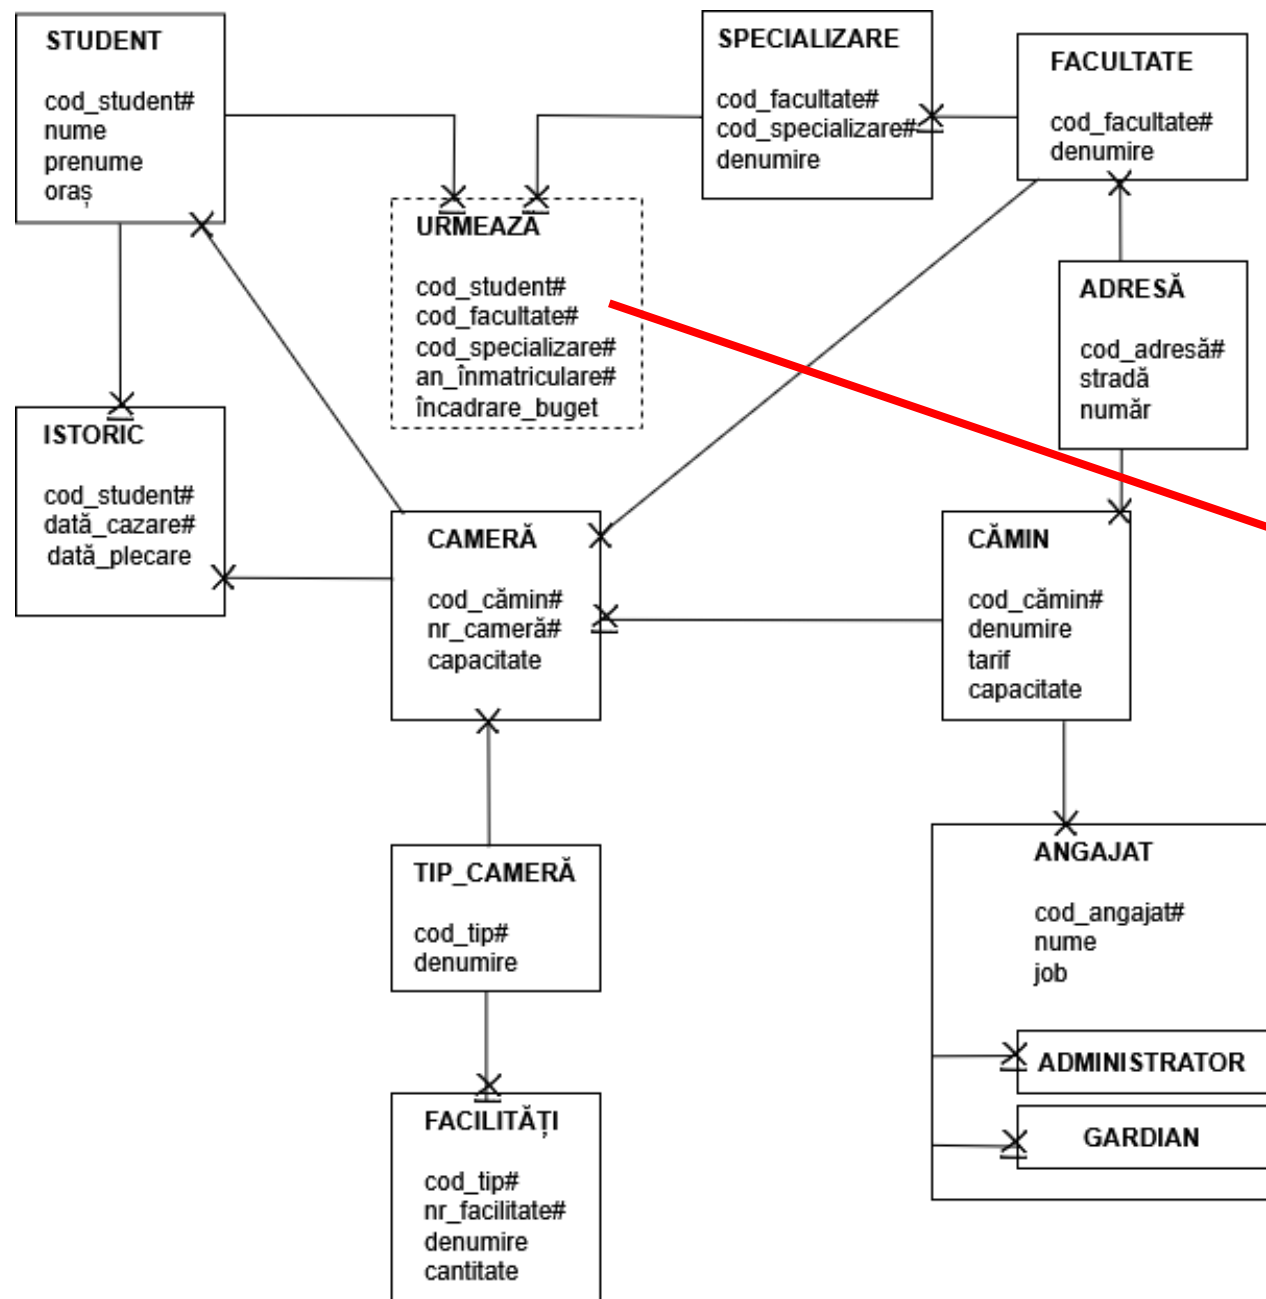 STUDENT
cod_student#
nume
prenume
oraș
SPECIALIZARE
cod_facultate#
cod_specializare#
denumire
FACULTATE
cod_facultate#
denumire
URMEAZĂ
cod_student#
cod_facultate#
cod_specializare#
an_înmatriculare#
încadrare_buget
ADRESĂ
cod_adresă#
stradă
număr
ISTORIC
cod_student#
dată_cazare#
dată_plecare
CAMERĂ
cod_cămin#
nr_cameră#
capacitate
CĂMIN
cod_cămin#
denumire
tarif
capacitate
TIP_CAMERĂ
cod_tip#
denumire
ANGAJAT
cod_angajat#
nume
job
ADMINISTRATOR
GARDIAN
FACILITĂȚI
cod_tip#
nr_facilitate#
denumire
cantitate